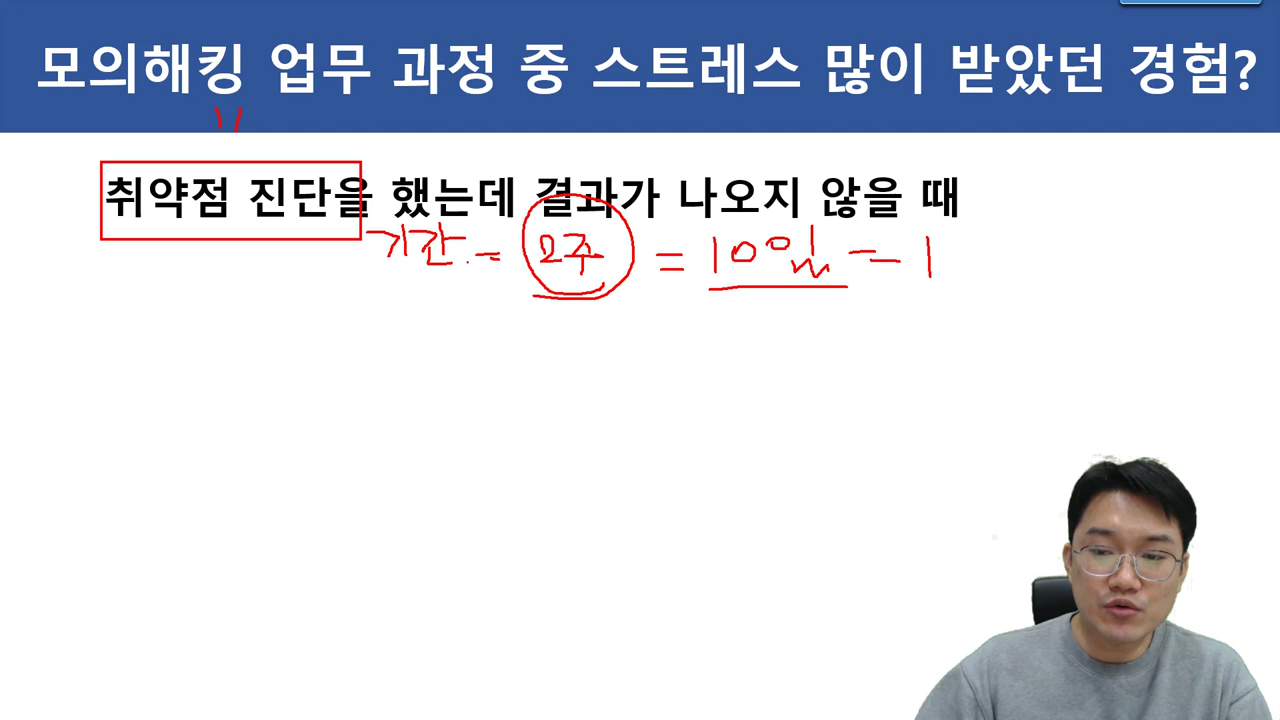 모의해킹 업무 과정 중 스트레스 많이 받았던 경험?
취약점 진단을 했는데 결과가 나오지 않을 때
기간 = 2주 = 10일 - 1